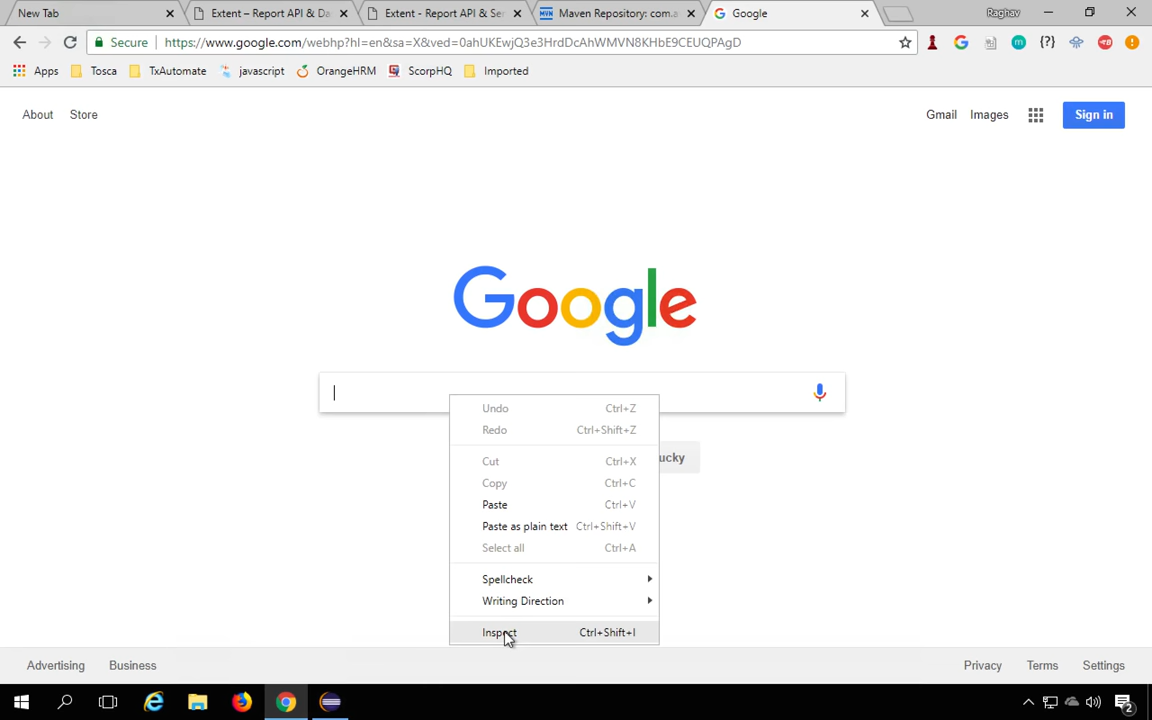 New Tab
Extent – Report API & Da
Extent - Report API & Se
MVN Maven Repository: com.a
Google
Raghav
Secure
https://www.google.com/webhp?hl=en&sa=X&ved=0ahUKEwjQ3e3HrdDcAhWMVN8KHbE9CEUQPAgD
Apps
Tosca
TxAutomate
javascript
OrangeHRM
ScorpHQ
Imported
About
Store
Gmail
Images
Sign in
Google
Undo Ctrl+Z
Redo Ctrl+Shift+Z
ucky
Cut Ctrl+X
Copy Ctrl+C
Paste Ctrl+V
Paste as plain text Ctrl+Shift+V
Select all Ctrl+A
Spellcheck
Writing Direction
Inspect Ctrl+Shift+I
Advertising
Business
Privacy
Terms
Settings
2